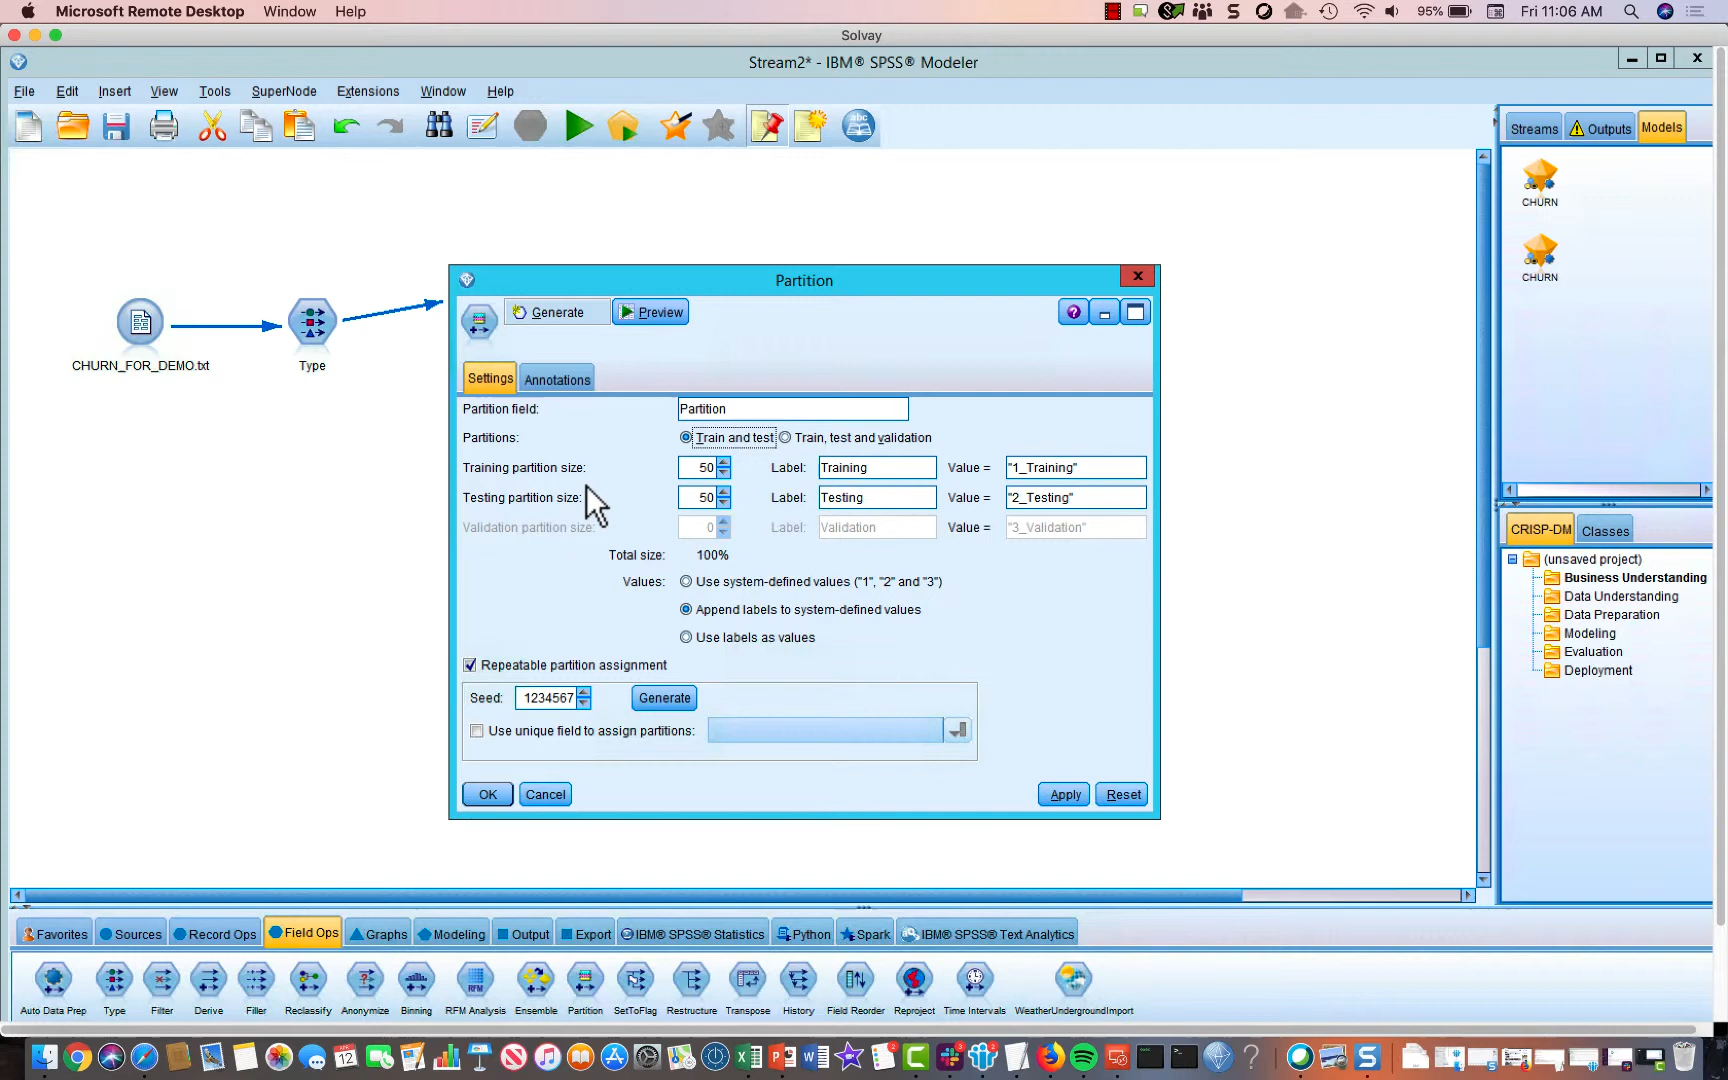 Microsoft Remote Desktop Window Help 95% Fri 11:06 AM
Solvay
Stream2* - IBM® SPSS® Modeler
File Edit Insert View Tools SuperNode Extensions Window Help
abc
Streams Outputs Models
CHURN
CHURN
CHURN_FOR_DEMO.txt
Type
Partition
Generate Preview
Settings Annotations
Partition field: Partition
Partitions: Train and test Train, test and validation
Training partition size: 50 Label: Training Value = "1_Training"
Testing partition size: 50 Label: Testing Value = "2_Testing"
Validation partition size: 0 Label: Validation Value = "3_Validation"
Total size: 100%
Values: Use system-defined values ("1", "2" and "3")
Append labels to system-defined values
Use labels as values
Repeatable partition assignment
Seed: 1234567 Generate
Use unique field to assign partitions:
OK Cancel Apply Reset
CRISP-DM Classes
(unsaved project)
Business Understanding
Data Understanding
Data Preparation
Modeling
Evaluation
Deployment
Favorites Sources Record Ops Field Ops Graphs Modeling Output Export IBM® SPSS® Statistics Python Spark IBM® SPSS® Text Analytics
RFM
Auto Data Prep Type Filter Derive Filler Reclassify Anonymize Binning RFM Analysis Ensemble Partition SetToFlag Restructure Transpose History Field Reorder Reproject Time Intervals WeatherUndergroundImport